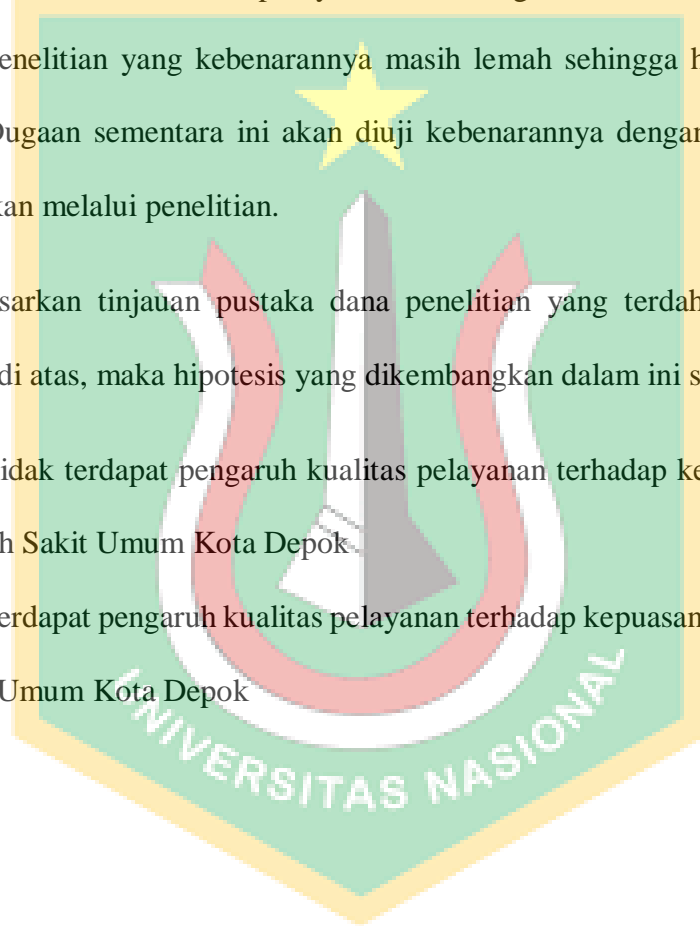 enelitian yang kebenarannya masih lemah sehingga h
Dugaan sementara ini akan diuji kebenarannya dengan
kan melalui penelitian.
sarkan tinjauan pustaka dana penelitian yang terdah
di atas, maka hipotesis yang dikembangkan dalam ini s
idak terdapat pengaruh kualitas pelayanan terhadap ke
h Sakit Umum Kota Depok
erdapat pengaruh kualitas pelayanan terhadap kepuasan
Umum Kota Depok
UNIVERSITAS NASIONAL